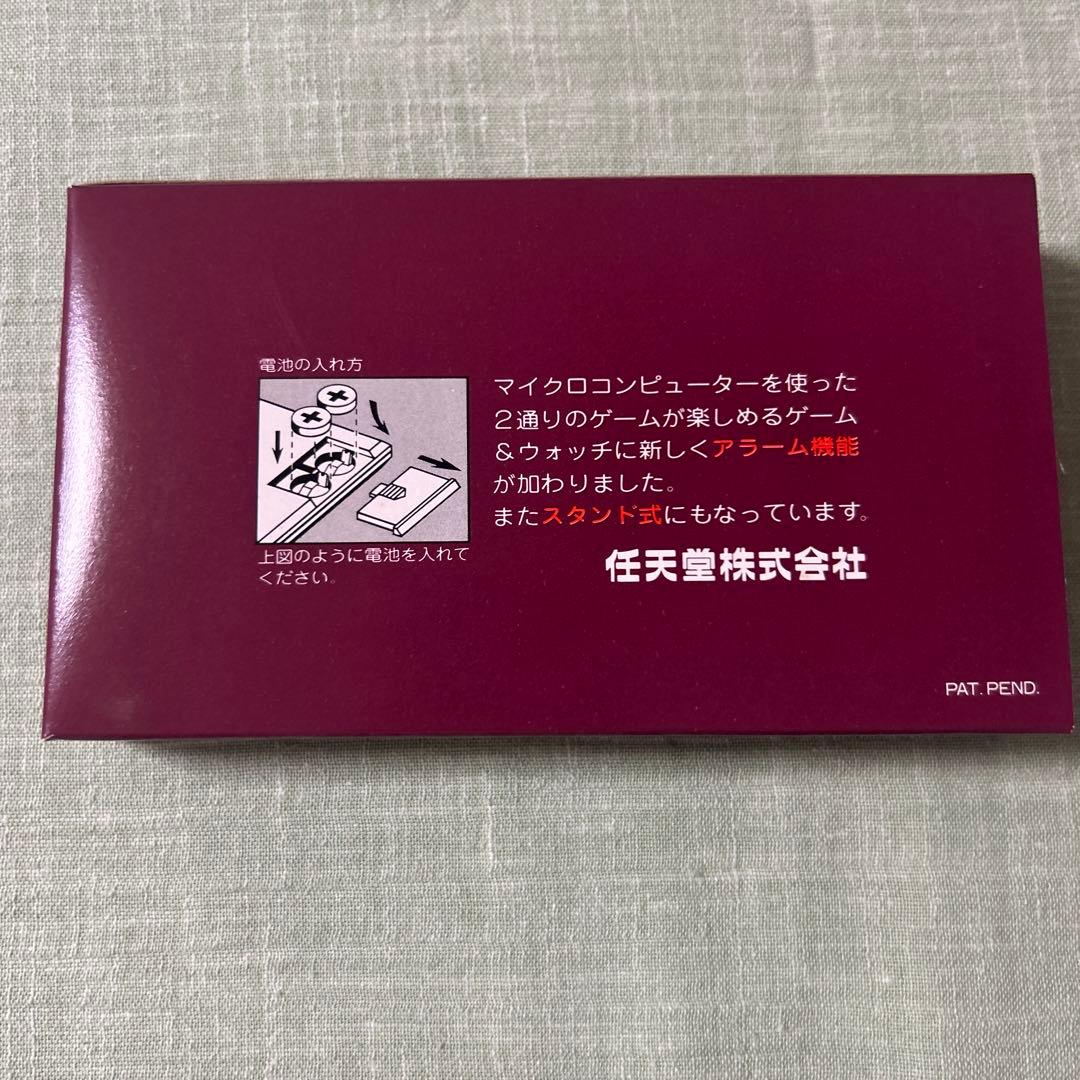 電池の入れ方
上図のように電池を入れて
ください。
マイクロコンピューターを使った
2通りのゲームが楽しめるゲーム
&ウォッチに新しくアラーム機能
が加わりました。
またスタンド式にもなっています。
任天堂株式会社
PAT. PEND.